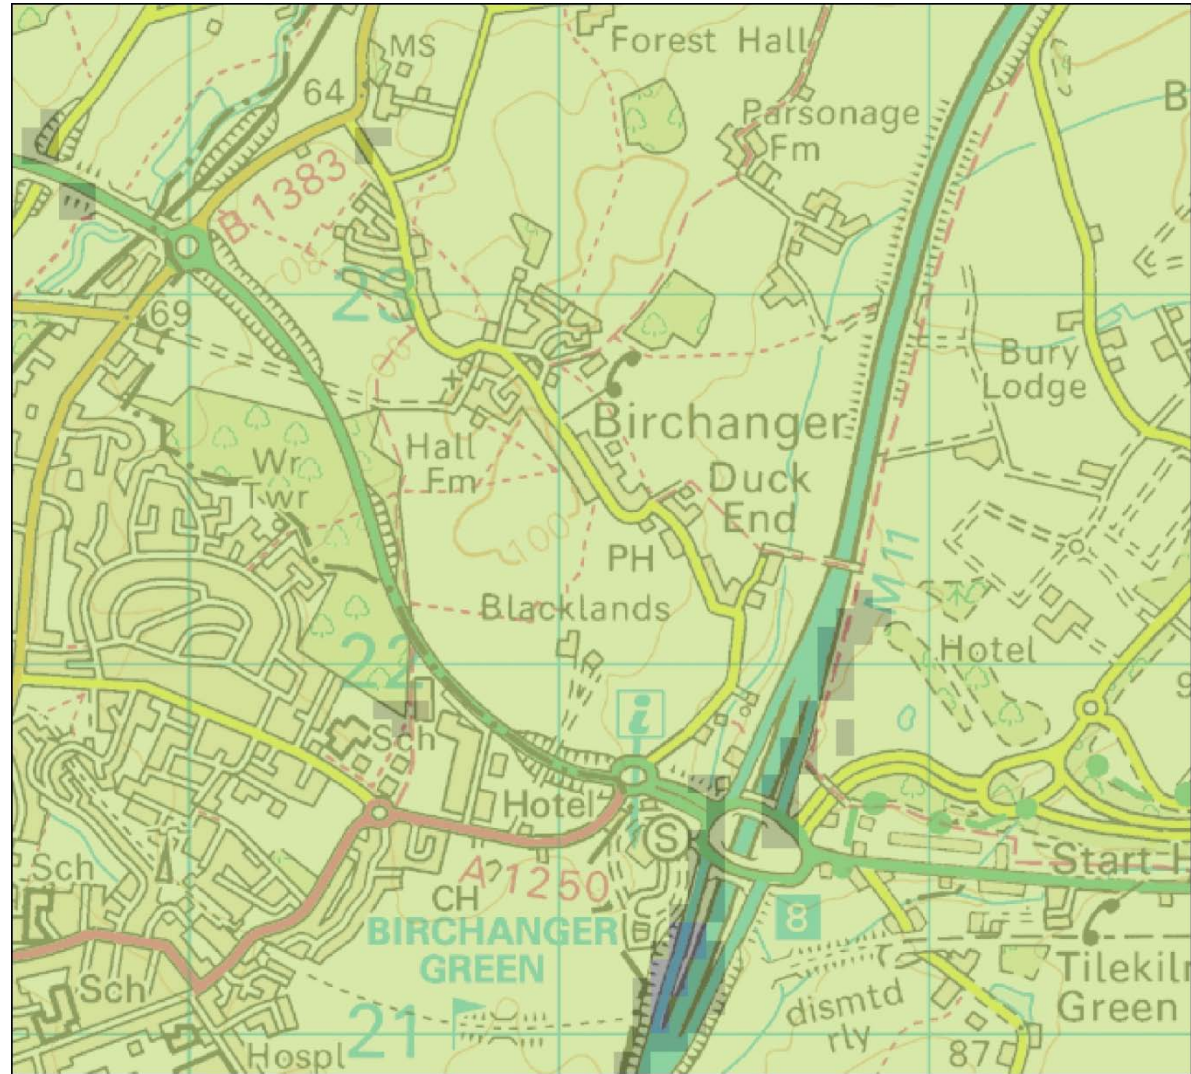 Forest Hall
MS
64
Parsonage
Fm
B
B 1383
23
69
Bury
Lodge
Birchanger
Hall
Fm
Wr
Twr
Duck
End
100
PH
M 11
Blacklands
22
Hotel
9
i
Sch
Hotel
S
Sch
A 1250
Start H
CH
8
BIRCHANGER
GREEN
Sch
Tilekiln
Green
dismtd
rly
21
Hospl
87